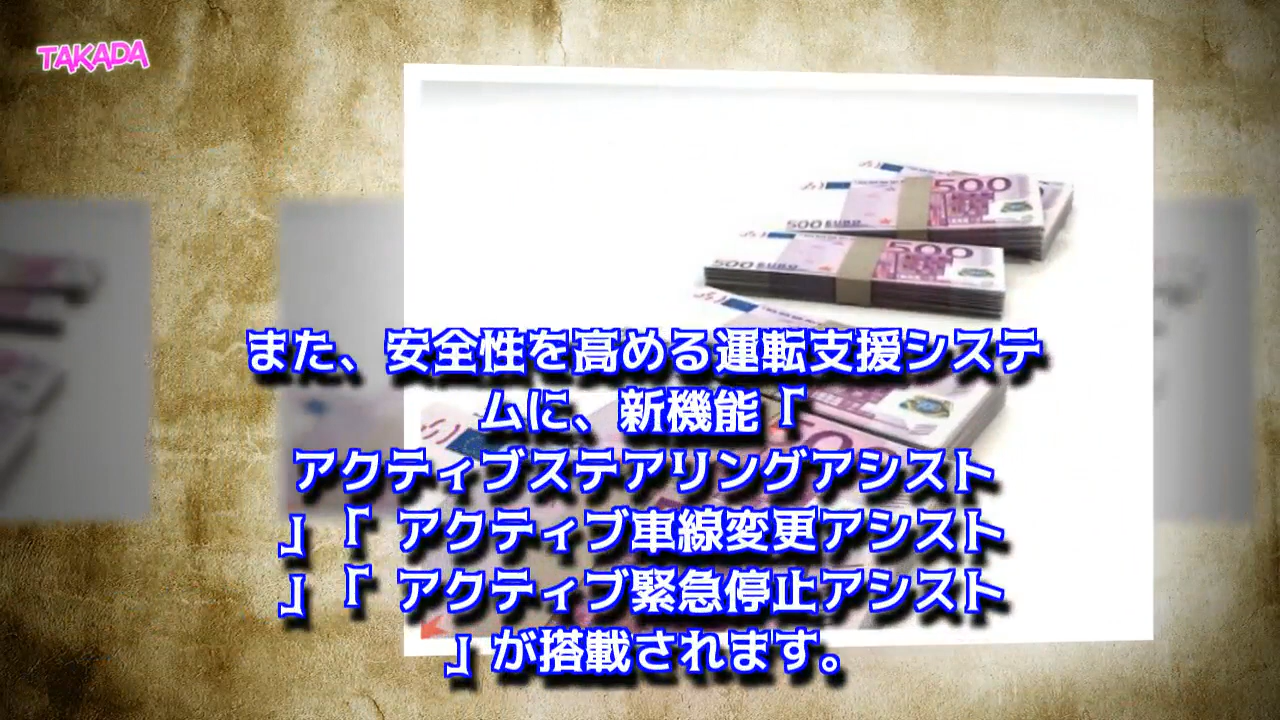 TAKADA
500
500 EURO
500
500 EURO
また、安全性を高める運転支援システ
ムに、新機能「
アクティブステアリングアシスト
」「 アクティブ車線変更アシスト
」「 アクティブ緊急停止アシスト
」が搭載されます。